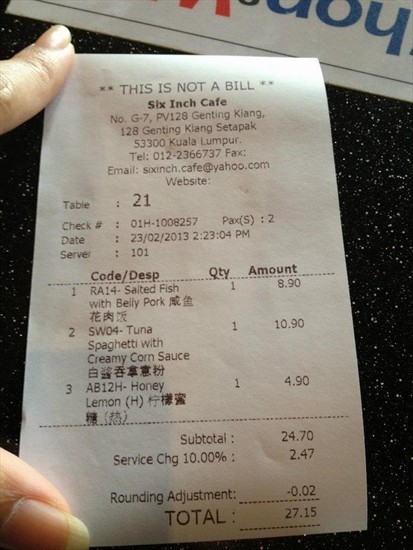 ** THIS IS NOT A BILL **
Six Inch Cafe
No. G-7, PV128 Genting Klang,
128 Genting Klang Setapak
53300 Kuala Lumpur.
Tel: 012-2366737 Fax:
Email: sixinch.cafe@yahoo.com
Website:
Table : 21
Check # : 01H-1008257 Pax(S) : 2
Date : 23/02/2013 2:23:04 PM
Server : 101
Code/Desp Qty Amount
1 RA14- Salted Fish 1 8.90
with Belly Pork 咸鱼
花肉饭
2 SW04- Tuna 1 10.90
Spaghetti with
Creamy Corn Sauce
白酱吞拿意粉
3 AB12H- Honey 1 4.90
Lemon (H) 柠檬蜜
糖(热)
Subtotal : 24.70
Service Chg 10.00% : 2.47
Rounding Adjustment: -0.02
TOTAL : 27.15